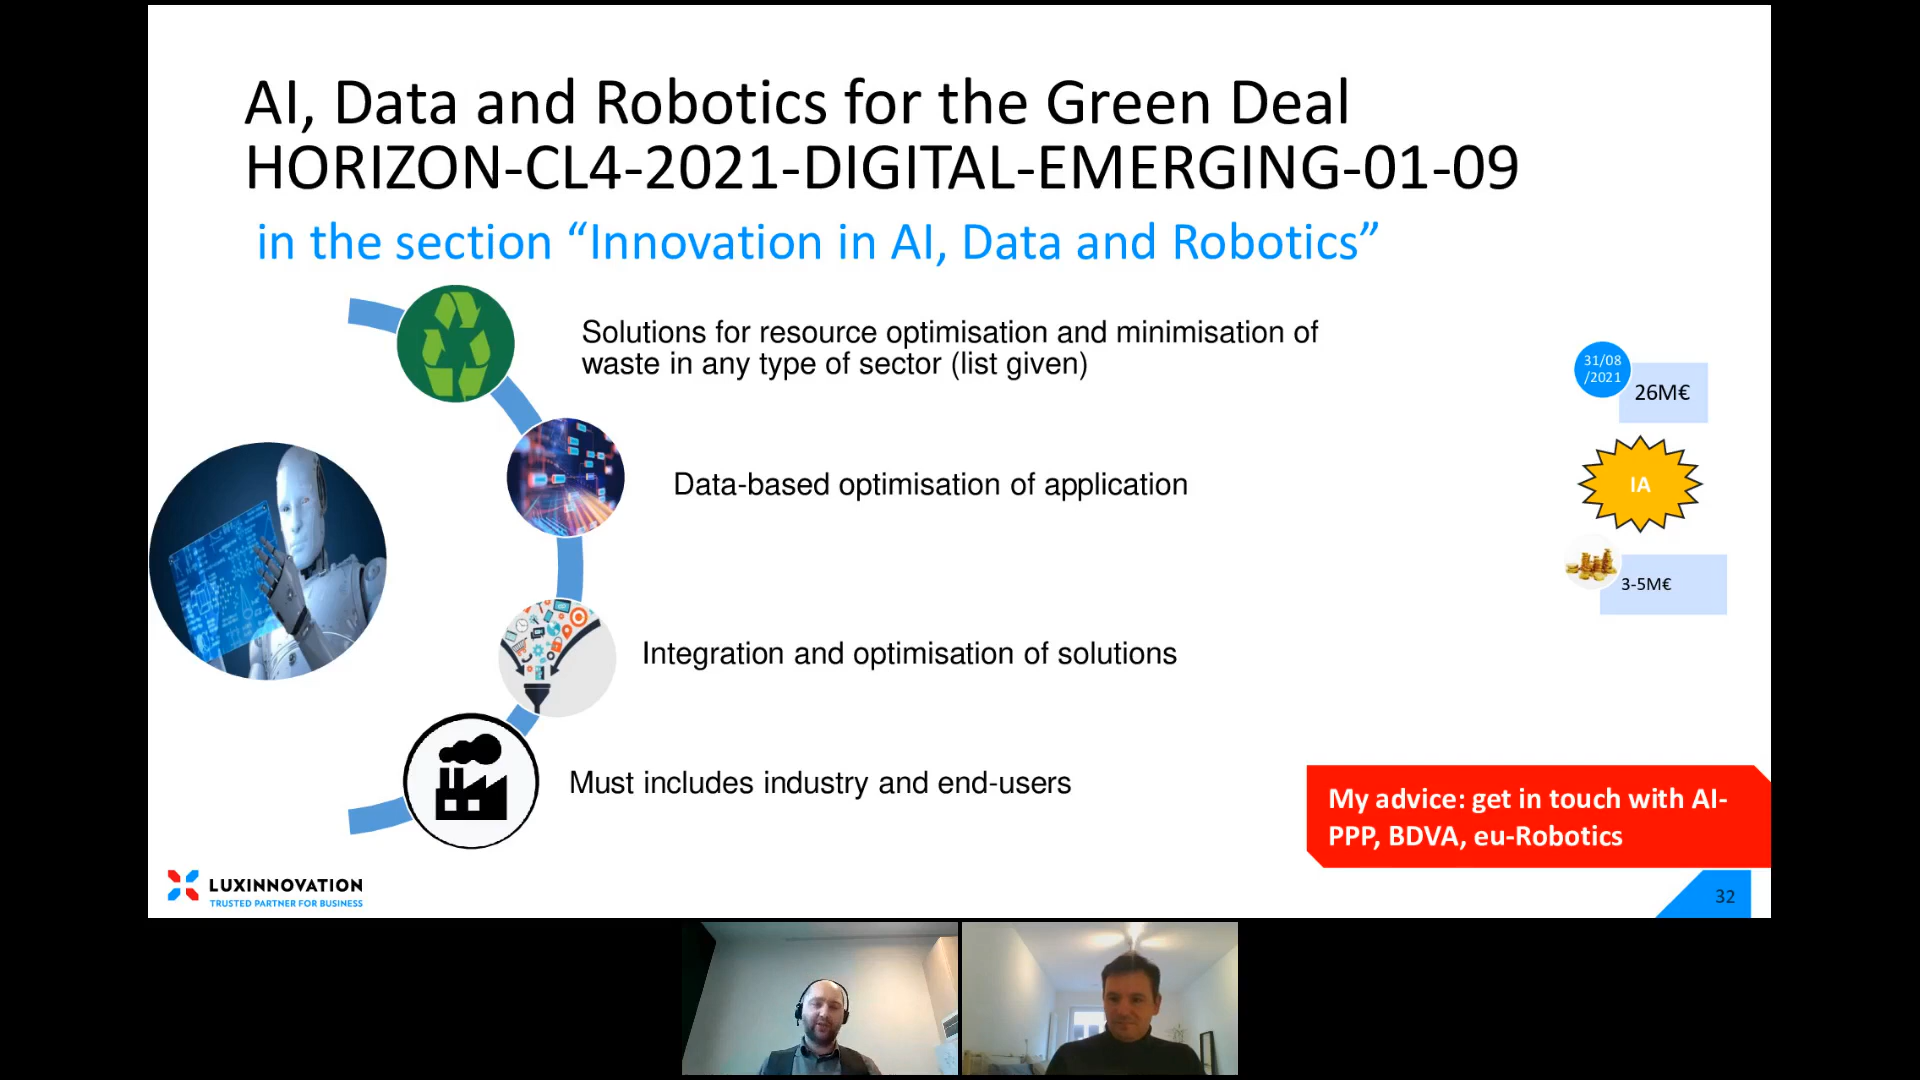 AI, Data and Robotics for the Green Deal
HORIZON-CL4-2021-DIGITAL-EMERGING-01-09
in the section “Innovation in AI, Data and Robotics”
Solutions for resource optimisation and minimisation of
waste in any type of sector (list given)
Data-based optimisation of application
Integration and optimisation of solutions
Must includes industry and end-users
31/08
/2021
26M€
IA
3-5M€
My advice: get in touch with AI-
PPP, BDVA, eu-Robotics
LUXINNOVATION
TRUSTED PARTNER FOR BUSINESS
32